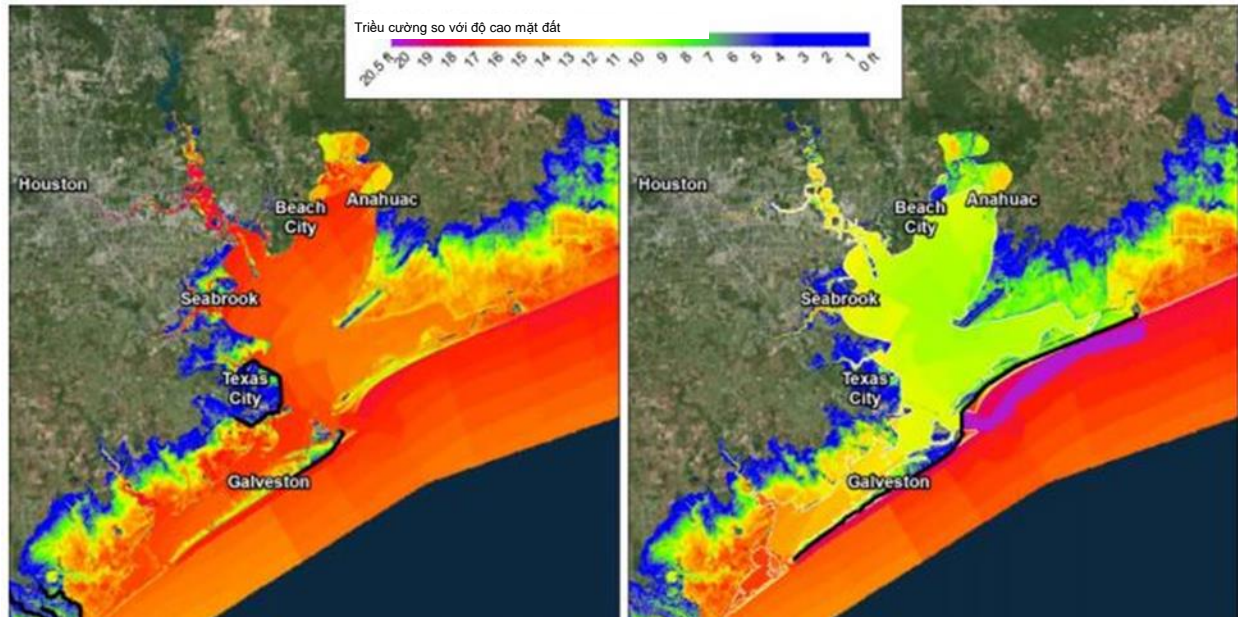 Triều cường so với độ cao mặt đất
20.5 ft 20 19 18 17 16 15 14 13 12 11 10 9 8 7 6 5 4 3 2 1 0 ft
Houston
Beach
City
Anahuac
Seabrook
Texas
City
Galveston
Houston
Beach
City
Anahuac
Seabrook
Texas
City
Galveston